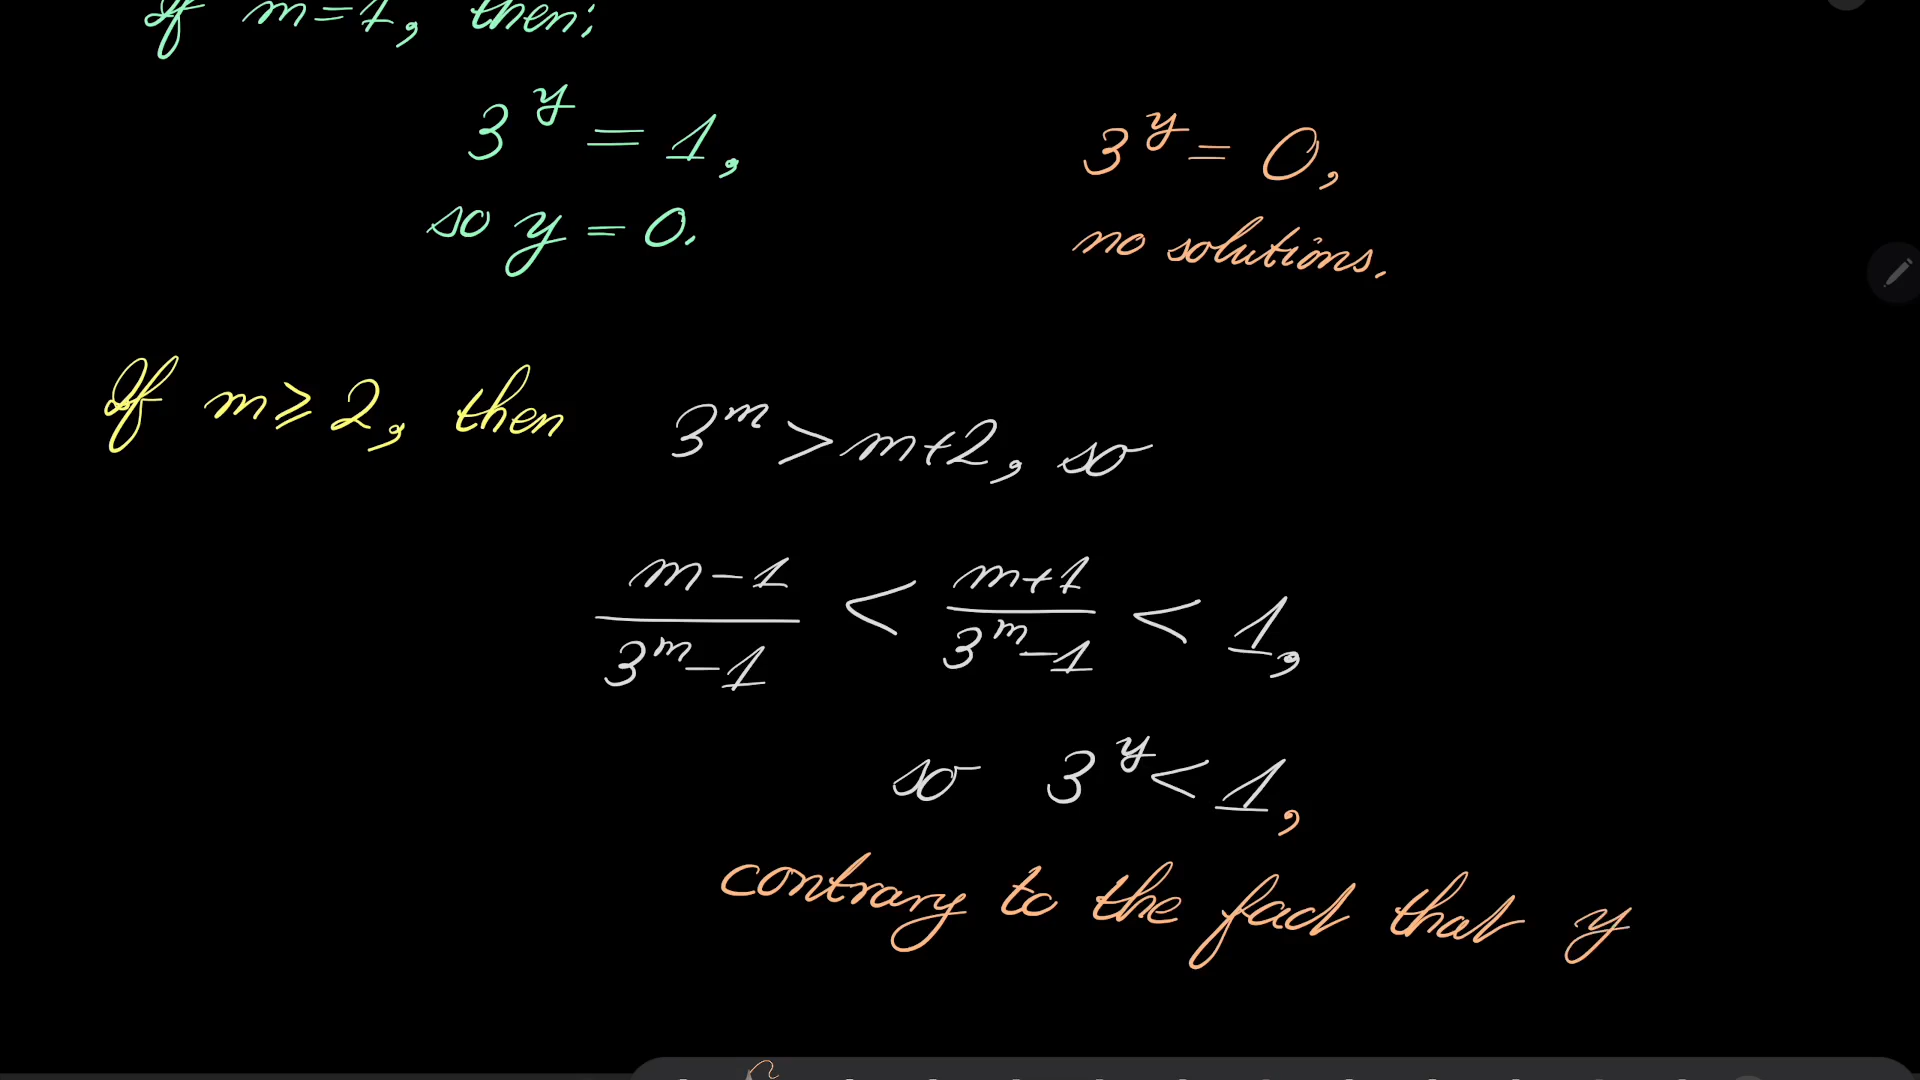 If m=1, then:
3^y = 1,
so y = 0.
3^y = 0,
no solutions.
If m ⩾ 2, then 3^m > m+2, so
(m-1)/(3^m-1) < (m+1)/(3^m-1) < 1,
so 3^y < 1,
contrary to the fact that y